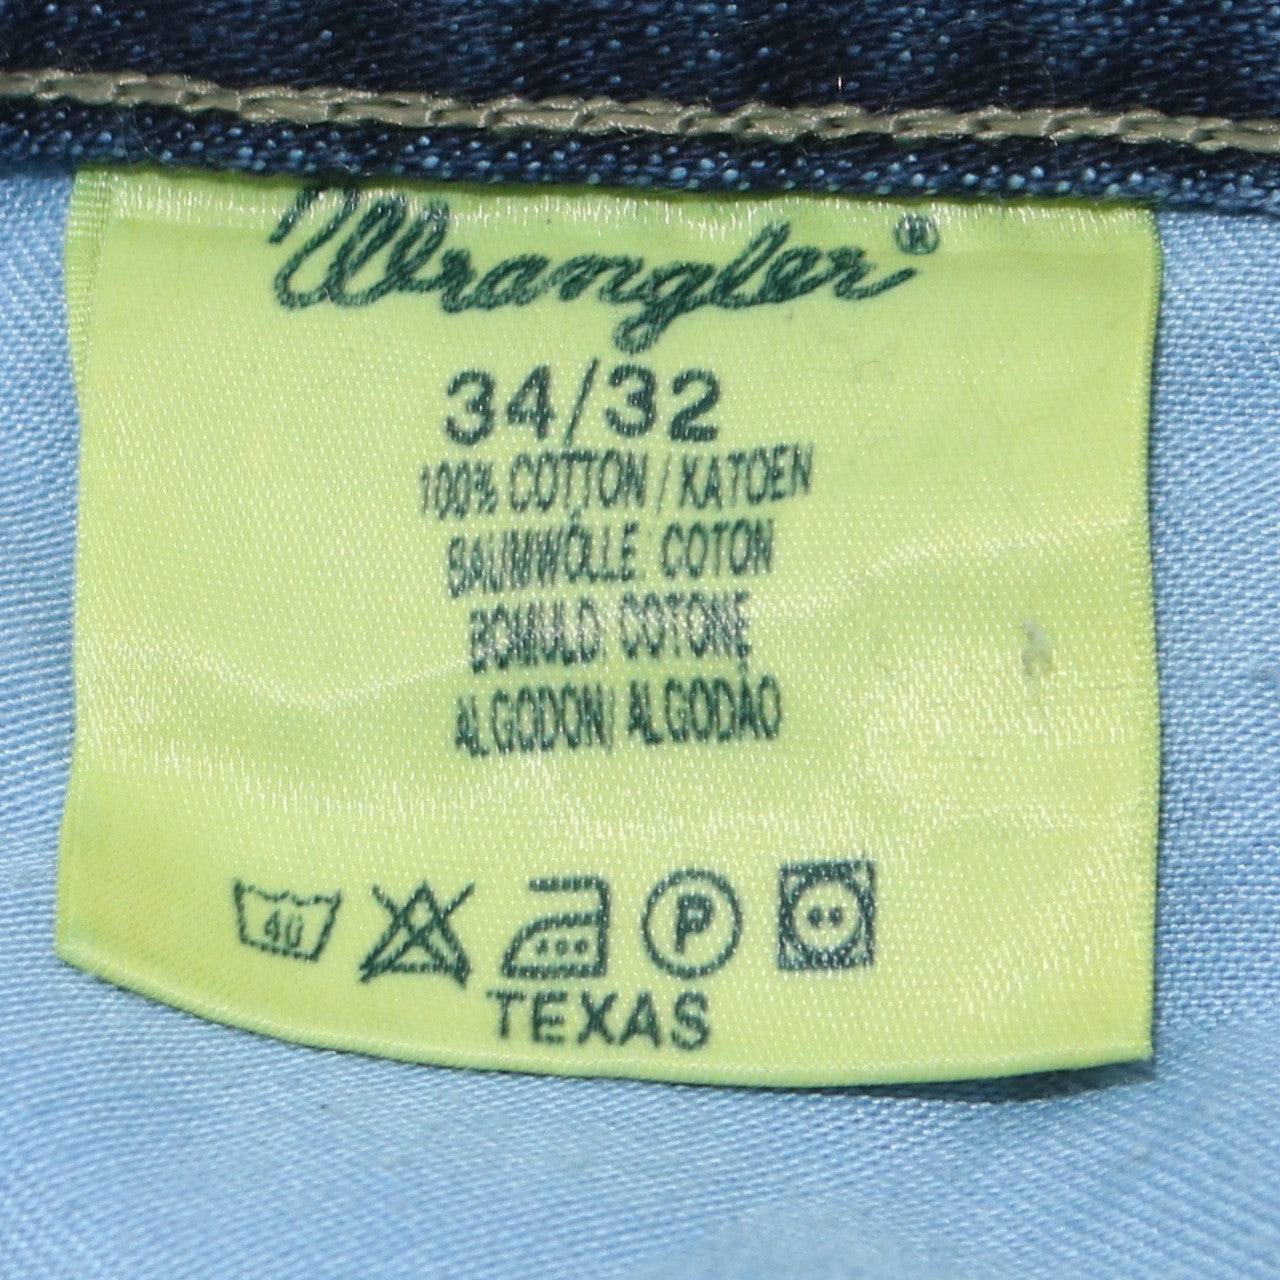 Wrangler®
34/32
100% COTTON / KATOEN
BAUMWOLLE COTON
BOMULD COTONE
ALGODON/ ALGODAO
40 P
TEXAS